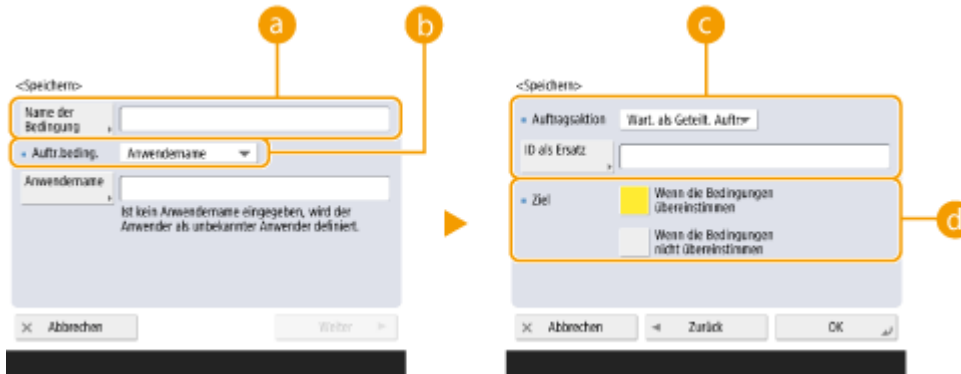 a
b
<Speichern>
Name der
Bedingung
Auftr.beding.
Anwendername
Anwendername
Ist kein Anwendername eingegeben, wird der
Anwender als unbekannter Anwender definiert.
Abbrechen
Weiter
c
<Speichern>
Auftragsaktion
Wart. als Geteilt. Auftr
ID als Ersatz
Ziel
Wenn die Bedingungen
übereinstimmen
Wenn die Bedingungen
nicht übereinstimmen
d
Abbrechen
Zurück
OK